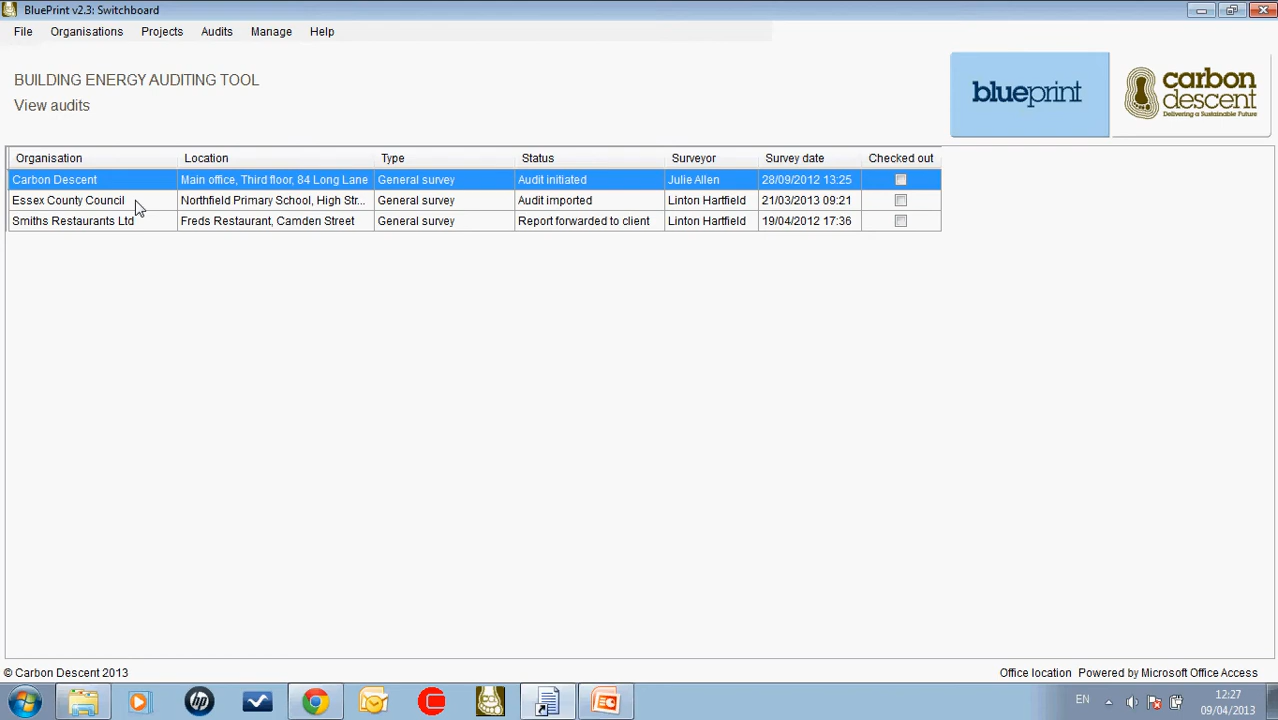 BluePrint v2.3: Switchboard
File Organisations Projects Audits Manage Help
BUILDING ENERGY AUDITING TOOL
View audits
blueprint
carbon
descent
Delivering a Sustainable Future
Organisation Location Type Status Surveyor Survey date Checked out
Carbon Descent Main office, Third floor, 84 Long Lane General survey Audit initiated Julie Allen 28/09/2012 13:25
Essex County Council Northfield Primary School, High Str... General survey Audit imported Linton Hartfield 21/03/2013 09:21
Smiths Restaurants Ltd Freds Restaurant, Camden Street General survey Report forwarded to client Linton Hartfield 19/04/2012 17:36
© Carbon Descent 2013
Office location Powered by Microsoft Office Access
hp
EN
12:27
09/04/2013